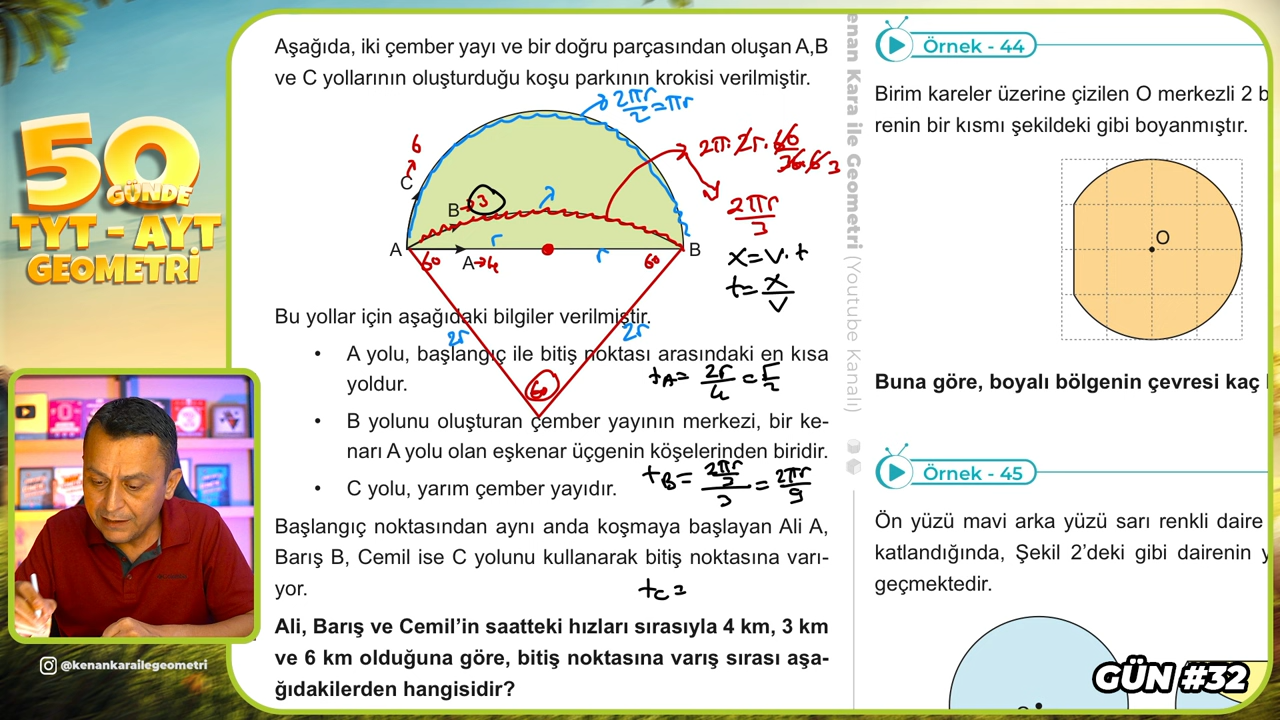 50
GÜNDE
TYT - AYT
GEOMETRİ
@kenankarailegeometri
Aşağıda, iki çember yayı ve bir doğru parçasından oluşan A,B
ve C yollarının oluşturduğu koşu parkının krokisi verilmiştir.
2πr/2 = πr
6
C
B→3
?
A
60
r
A→4
r
60
B
2π.2r.60/360 3
2πr/3
x=v.t
t=x/v
2r
2r
60
Bu yollar için aşağıdaki bilgiler verilmiştir.
• A yolu, başlangıç ile bitiş noktası arasındaki en kısa
yoldur.
tA = 2r/4 = r/2
• B yolunu oluşturan çember yayının merkezi, bir ke-
narı A yolu olan eşkenar üçgenin köşelerinden biridir.
• C yolu, yarım çember yayıdır.
tB = 2πr/3/3 = 2πr/9
Başlangıç noktasından aynı anda koşmaya başlayan Ali A,
Barış B, Cemil ise C yolunu kullanarak bitiş noktasına varı-
yor.
tC =
Ali, Barış ve Cemil'in saatteki hızları sırasıyla 4 km, 3 km
ve 6 km olduğuna göre, bitiş noktasına varış sırası aşa-
ğıdakilerden hangisidir?
enan Kara ile Geometri (Youtube Kanalı)
Örnek - 44
Birim kareler üzerine çizilen O merkezli 2 b
renin bir kısmı şekildeki gibi boyanmıştır.
O
Buna göre, boyalı bölgenin çevresi kaç
Örnek - 45
Ön yüzü mavi arka yüzü sarı renkli daire
katlandığında, Şekil 2'deki gibi dairenin y
geçmektedir.
GÜN #32